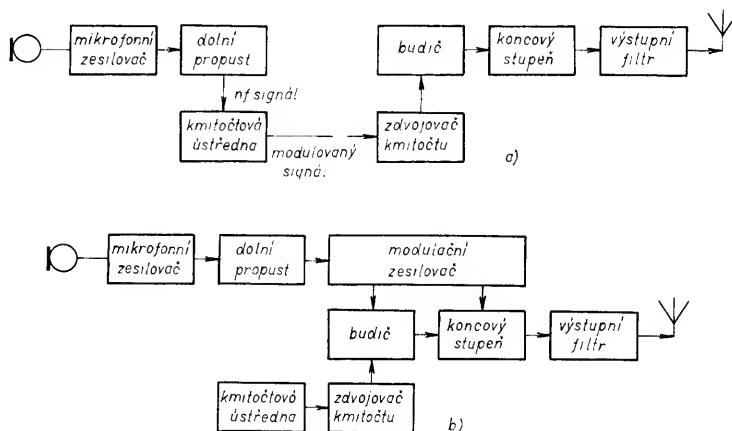 mikrofonní
zesilovač
dolní
propust
budič
koncový
stupeň
výstupní
filtr
nf signál
kmitočtová
ústředna
modulovaný
signál
zdvojovač
kmitočtu
a)
mikrofonní
zesilovač
dolní
propust
modulační
zesilovač
budič
koncový
stupeň
výstupní
filtr
kmitočtová
ústředna
zdvojovač
kmitočtu
b)